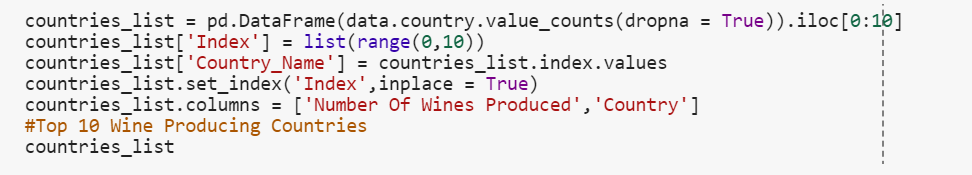 countries_list = pd.DataFrame(data.country.value_counts(dropna = True)).iloc[0:10]
countries_list['Index'] = list(range(0,10))
countries_list['Country_Name'] = countries_list.index.values
countries_list.set_index('Index',inplace = True)
countries_list.columns = ['Number Of Wines Produced','Country']
#Top 10 Wine Producing Countries
countries_list